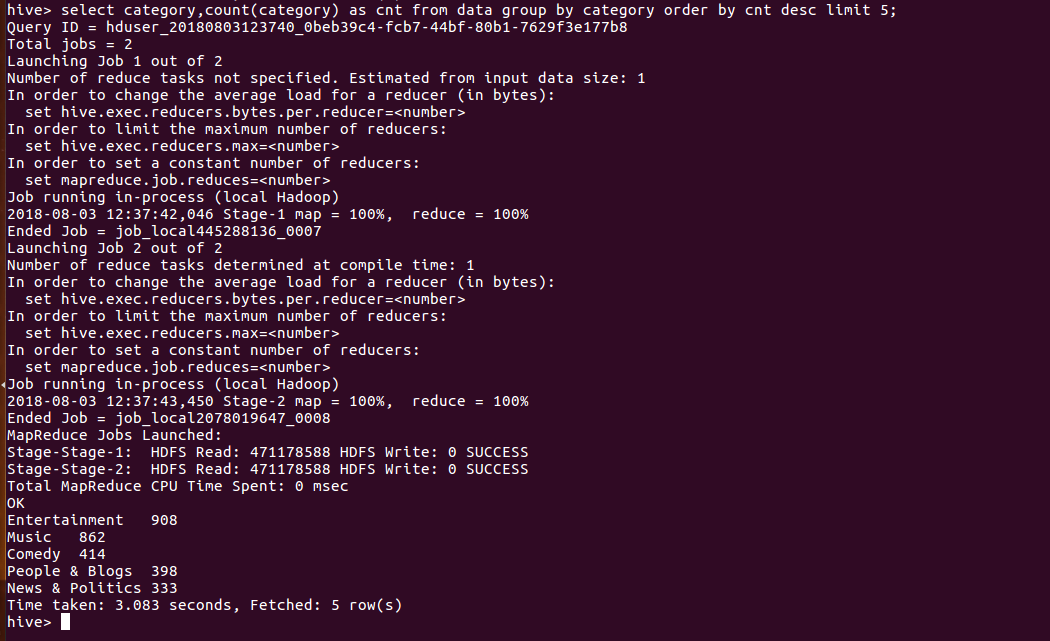 hive> select category,count(category) as cnt from data group by category order by cnt desc limit 5;
Query ID = hduser_20180803123740_0beb39c4-fcb7-44bf-80b1-7629f3e177b8
Total jobs = 2
Launching Job 1 out of 2
Number of reduce tasks not specified. Estimated from input data size: 1
In order to change the average load for a reducer (in bytes):
  set hive.exec.reducers.bytes.per.reducer=<number>
In order to limit the maximum number of reducers:
  set hive.exec.reducers.max=<number>
In order to set a constant number of reducers:
  set mapreduce.job.reduces=<number>
Job running in-process (local Hadoop)
2018-08-03 12:37:42,046 Stage-1 map = 100%,  reduce = 100%
Ended Job = job_local445288136_0007
Launching Job 2 out of 2
Number of reduce tasks determined at compile time: 1
In order to change the average load for a reducer (in bytes):
  set hive.exec.reducers.bytes.per.reducer=<number>
In order to limit the maximum number of reducers:
  set hive.exec.reducers.max=<number>
In order to set a constant number of reducers:
  set mapreduce.job.reduces=<number>
Job running in-process (local Hadoop)
2018-08-03 12:37:43,450 Stage-2 map = 100%,  reduce = 100%
Ended Job = job_local2078019647_0008
MapReduce Jobs Launched:
Stage-Stage-1:  HDFS Read: 471178588 HDFS Write: 0 SUCCESS
Stage-Stage-2:  HDFS Read: 471178588 HDFS Write: 0 SUCCESS
Total MapReduce CPU Time Spent: 0 msec
OK
Entertainment   908
Music   862
Comedy  414
People & Blogs  398
News & Politics 333
Time taken: 3.083 seconds, Fetched: 5 row(s)
hive>